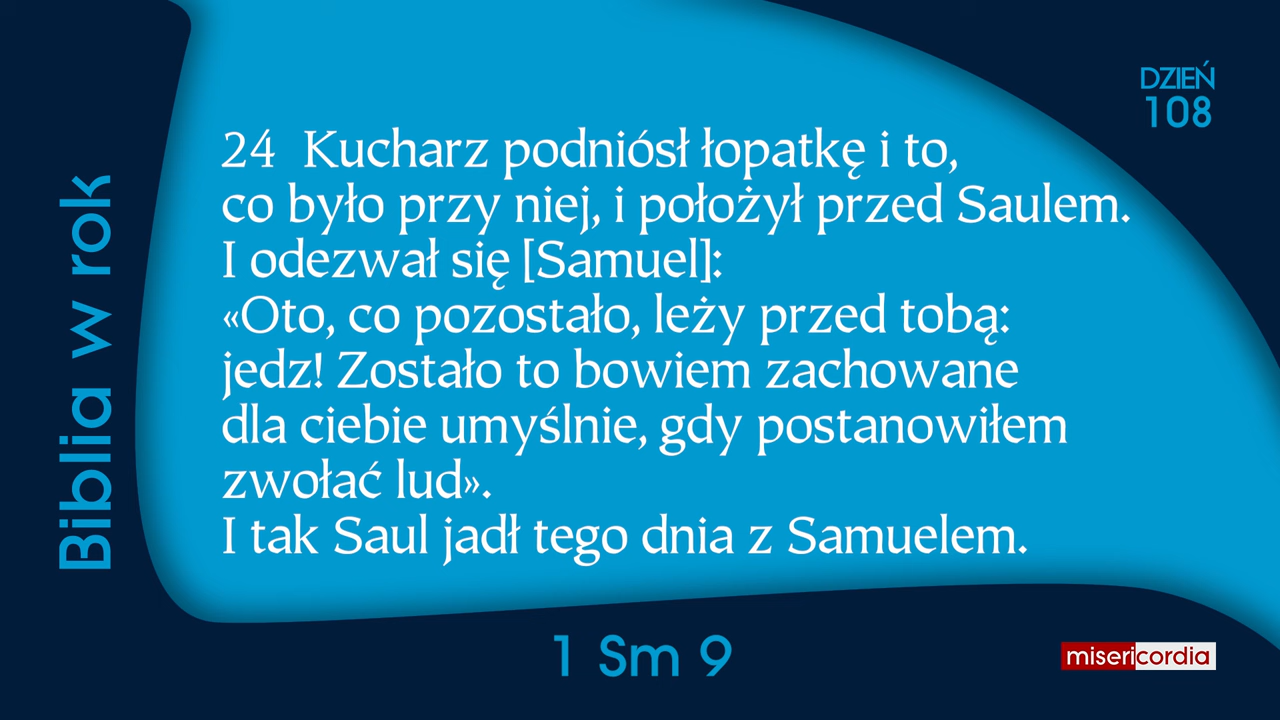 DZIEŃ
108
Biblia w rok
24 Kucharz podniósł łopatkę i to,
co było przy niej, i położył przed Saulem.
I odezwał się [Samuel]:
«Oto, co pozostało, leży przed tobą:
jedz! Zostało to bowiem zachowane
dla ciebie umyślnie, gdy postanowiłem
zwołać lud».
I tak Saul jadł tego dnia z Samuelem.
1 Sm 9
misericordia